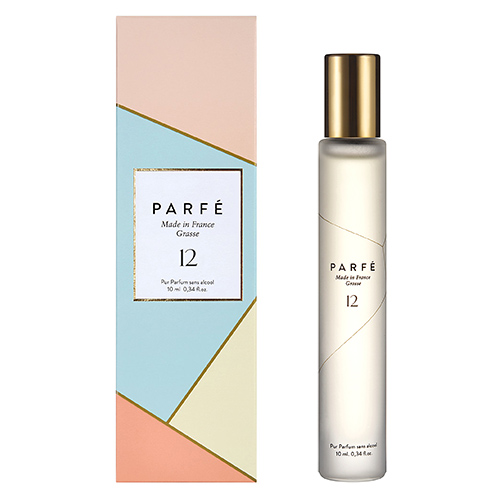 PARFÉ
Made in France
Grasse
12
Pur Parfum sans alcool
10 ml. 0,34 fl.oz.
PARFÉ
Made in France
Grasse
12
Pur Parfum sans alcool
10 ml. 0,34 fl.oz.